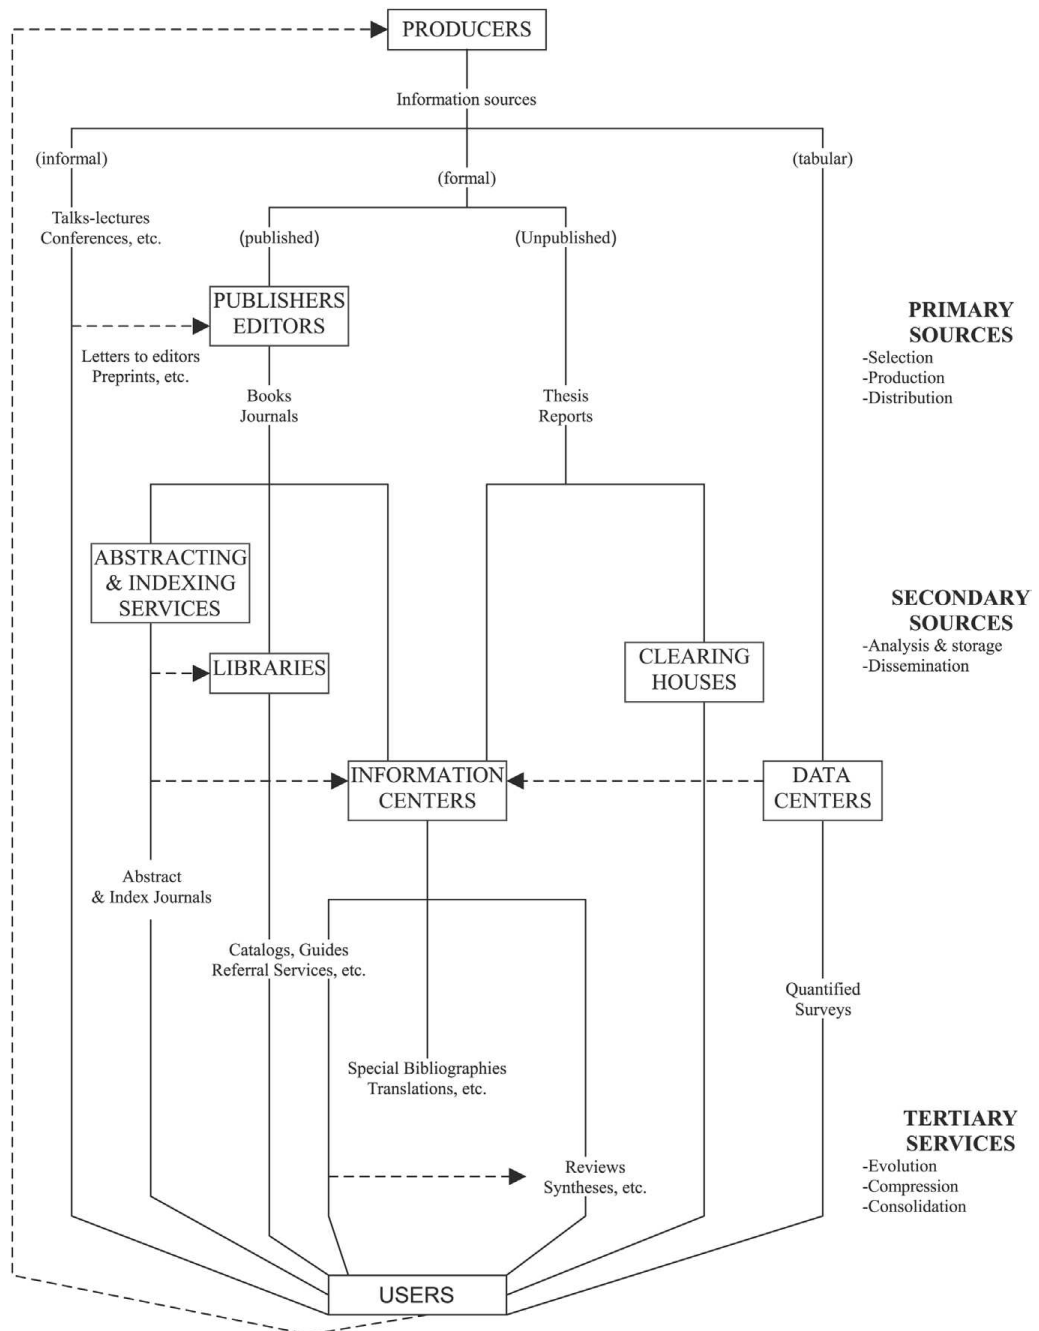 PRODUCERS
Information sources
(informal)
(tabular)
(formal)
Talks-lectures
Conferences, etc.
(published)
(Unpublished)
PUBLISHERS
EDITORS
PRIMARY
SOURCES
-Selection
-Production
-Distribution
Letters to editors
Preprints, etc.
Books
Journals
Thesis
Reports
ABSTRACTING
& INDEXING
SERVICES
SECONDARY
SOURCES
-Analysis & storage
-Dissemination
LIBRARIES
CLEARING
HOUSES
INFORMATION
CENTERS
DATA
CENTERS
Abstract
& Index Journals
Catalogs, Guides
Referral Services, etc.
Quantified
Surveys
Special Bibliographies
Translations, etc.
TERTIARY
SERVICES
-Evolution
-Compression
-Consolidation
Reviews
Syntheses, etc.
USERS